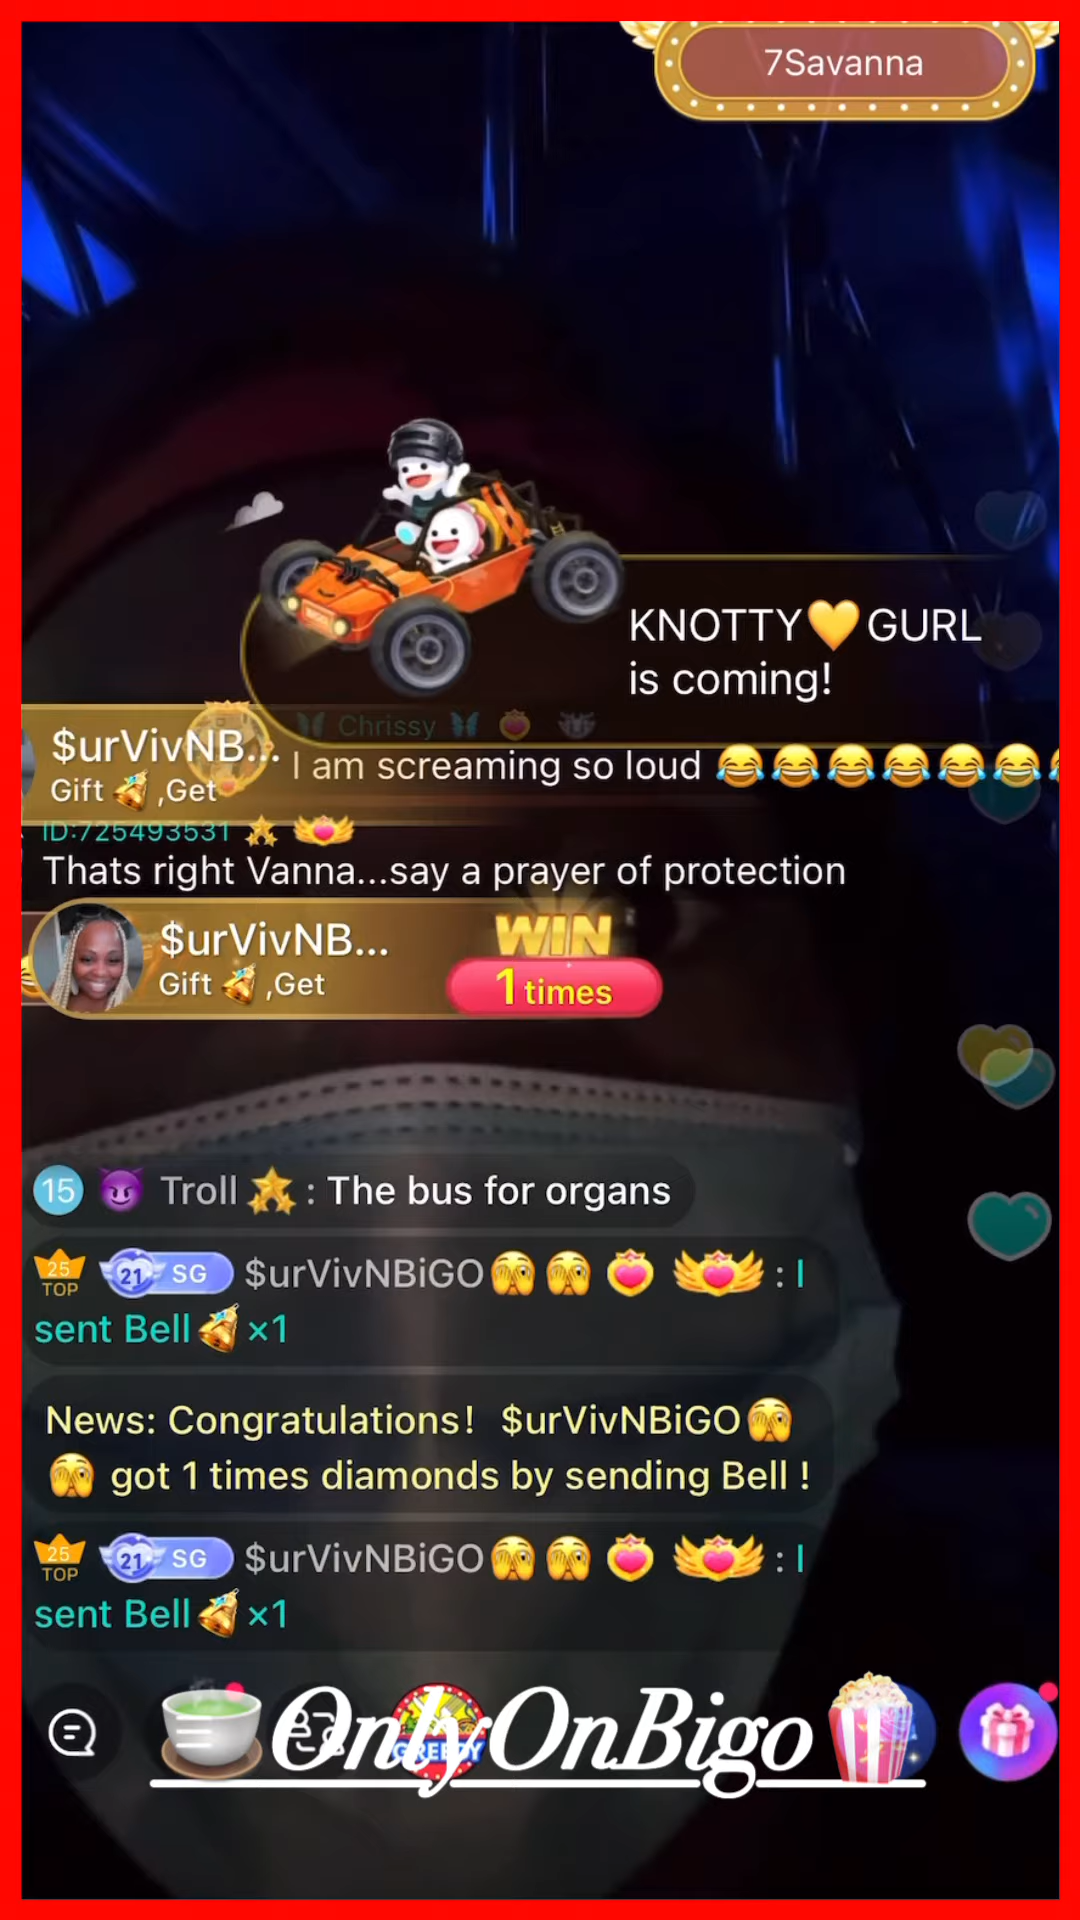 7Savanna
KNOTTY💛GURL
is coming!
Chrissy
$urVivNB...
I am screaming so loud 😂😂😂😂😂😂😂
Gift 🔔,Get
ID:725493531
Thats right Vanna...say a prayer of protection
$urVivNB...
WIN
Gift 🔔,Get
1 times
15 😈 Troll : The bus for organs
25 TOP 21 SG $urVivNBiGO🫣🫣 : I
sent Bell🔔×1
News: Congratulations! $urVivNBiGO🫣
🫣 got 1 times diamonds by sending Bell !
25 TOP 21 SG $urVivNBiGO🫣🫣 : I
sent Bell🔔×1
🍵OnlyOnBigo🍿
GREEDY